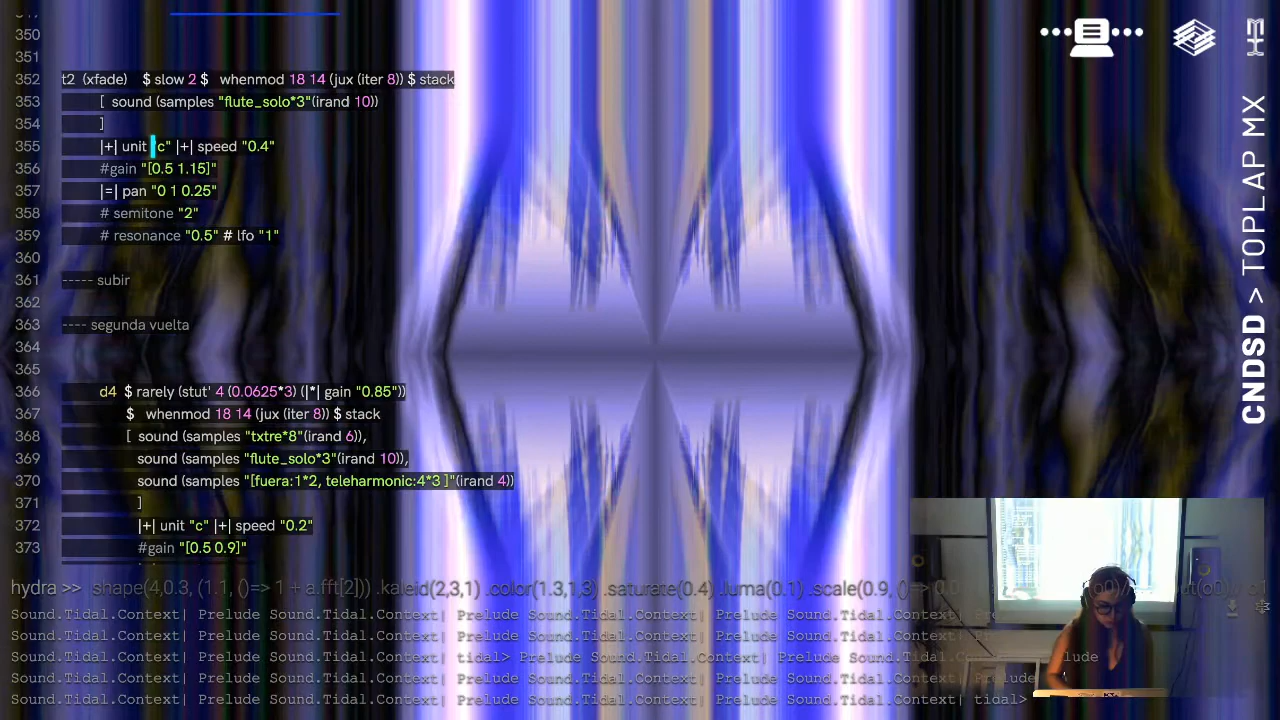 350
351
352 t2 (xfade) $ slow 2 $ whenmod 18 14 (jux (iter 8)) $ stack
353 [ sound (samples "flute_solo*3"(irand 10))
354 ]
355 |+| unit "c" |+| speed "0.4"
356 #gain "[0.5 1.15]"
357 |=| pan "0 1 0.25"
358 # semitone "2"
359 # resonance "0.5" # lfo "1"
360
361 ----- subir
362
363 ---- segunda vuelta
364
365
366 d4 $ rarely (stut' 4 (0.0625*3) (|*| gain "0.85"))
367 $ whenmod 18 14 (jux (iter 8)) $ stack
368 [ sound (samples "txtre*8"(irand 6)),
369 sound (samples "flute_solo*3"(irand 10)),
370 sound (samples "[fuera:1*2, teleharmonic:4*3 ]"(irand 4))
371 ]
372 |+| unit "c" |+| speed "0.2"
373 #gain "[0.5 0.9]"
hydra >> shape(4,0.3, (1.1, ()=> 1 + a.fft[2])) .kaleid(2,3,1) .color(1.3,1,3) .saturate(0.4) .luma(0.1) .scale(0.9, ()=> 0.0
Sound.Tidal.Context| Prelude Sound.Tidal.Context| Prelude Sound.Tidal.Context| Prelude Sound.Tidal.Context| Pre
Sound.Tidal.Context| Prelude Sound.Tidal.Context| Prelude Sound.Tidal.Context| Prelude Sound.Tidal.Context| Prelude
Sound.Tidal.Context| Prelude Sound.Tidal.Context| tidal> Prelude Sound.Tidal.Context| Prelude Sound.Tidal.Context| Prelude
Sound.Tidal.Context| Prelude Sound.Tidal.Context| Prelude Sound.Tidal.Context| Prelude Sound.Tidal.Context| Prelude
Sound.Tidal.Context| Prelude Sound.Tidal.Context| Prelude Sound.Tidal.Context| Prelude Sound.Tidal.Context| tidal>
CNDSD > TOPLAP MX